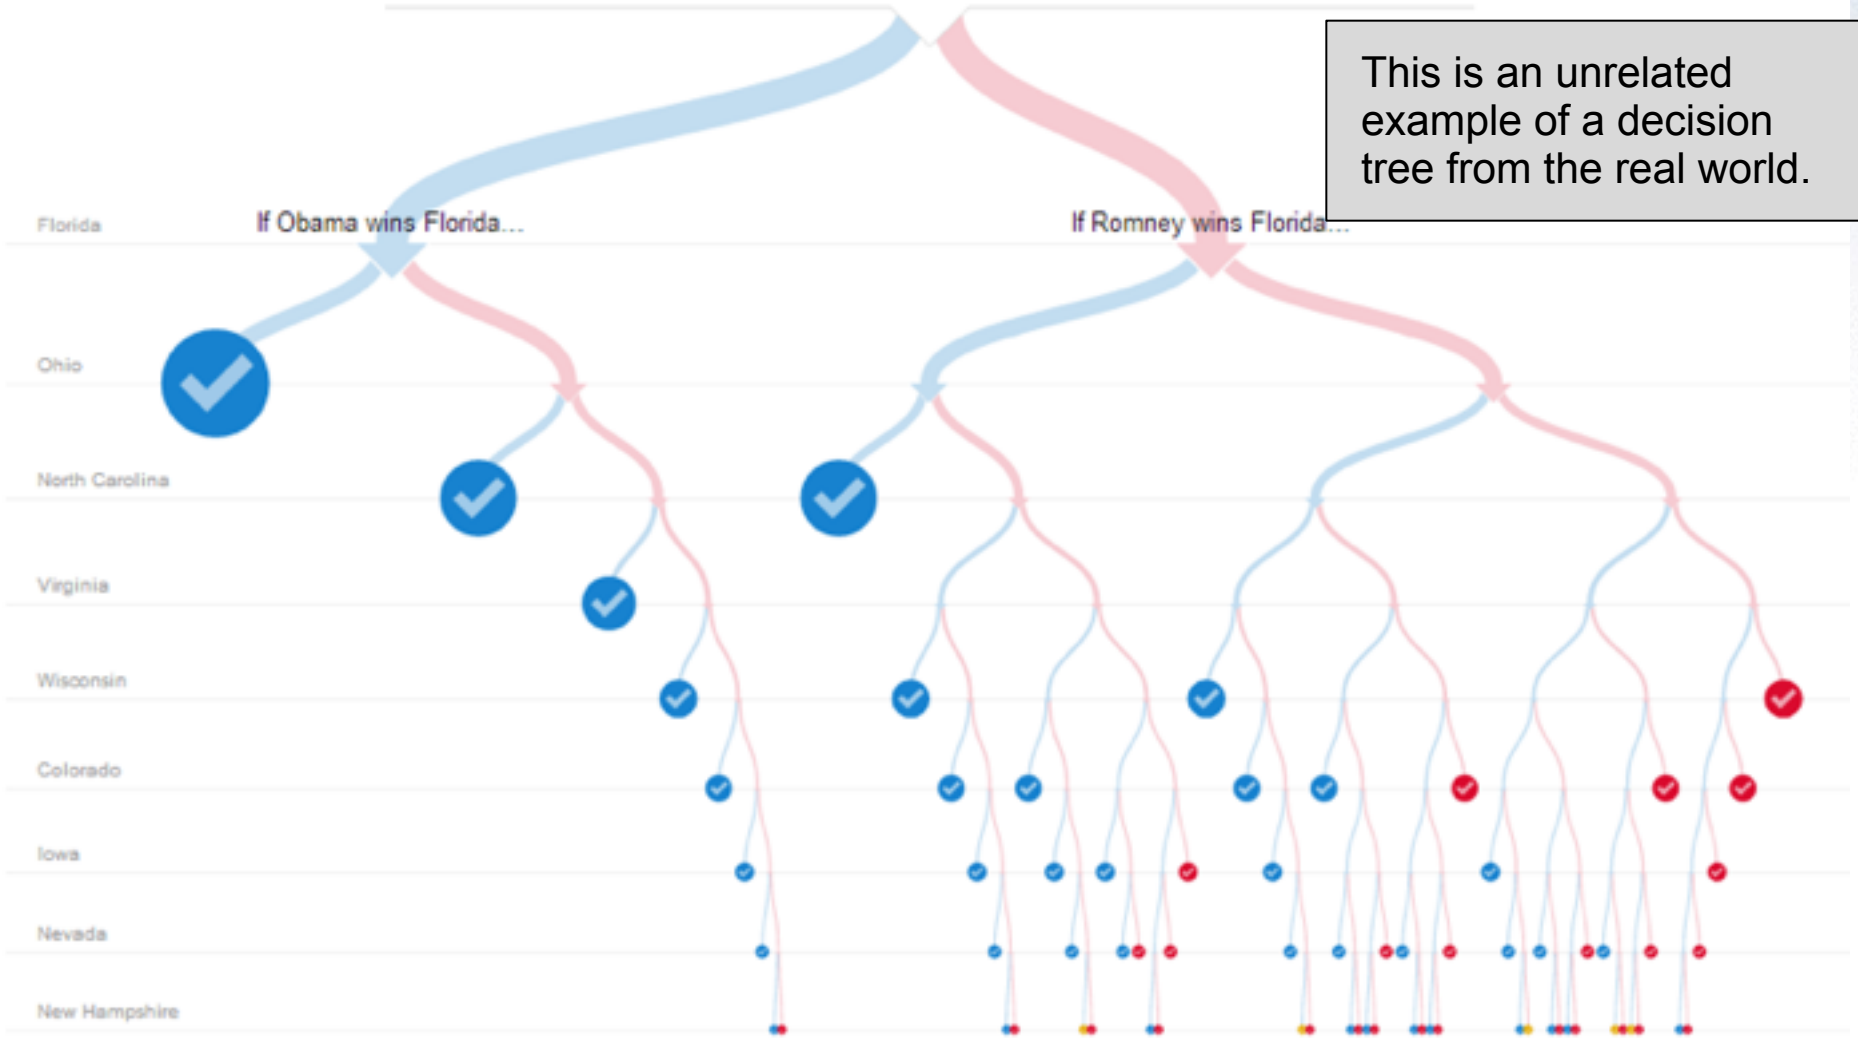 This is an unrelated
example of a decision
tree from the real world.
Florida
If Obama wins Florida...
If Romney wins Florida...
Ohio
North Carolina
Virginia
Wisconsin
Colorado
Iowa
Nevada
New Hampshire